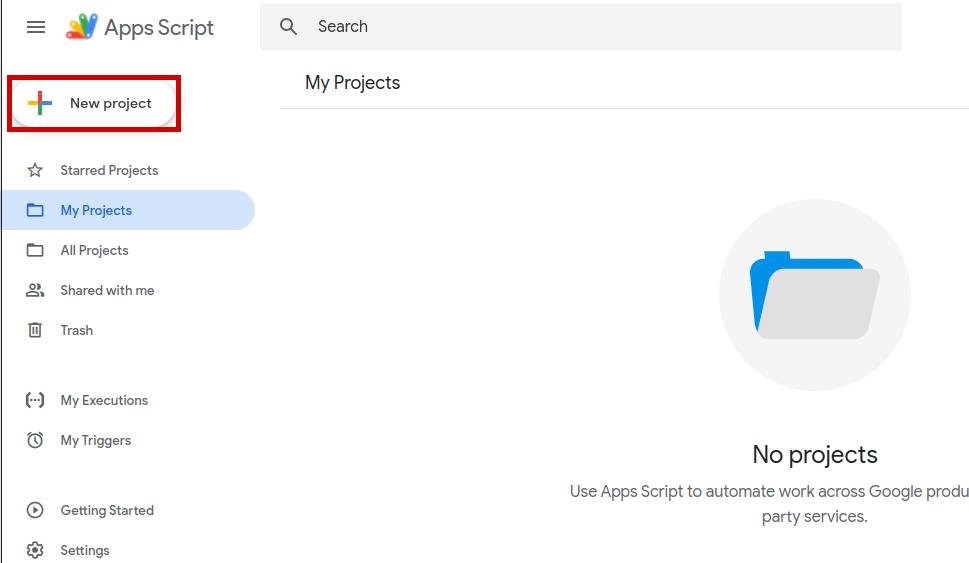 Apps Script
Search
New project
My Projects
Starred Projects
My Projects
All Projects
Shared with me
Trash
My Executions
My Triggers
Getting Started
Settings
No projects
Use Apps Script to automate work across Google produ
party services.